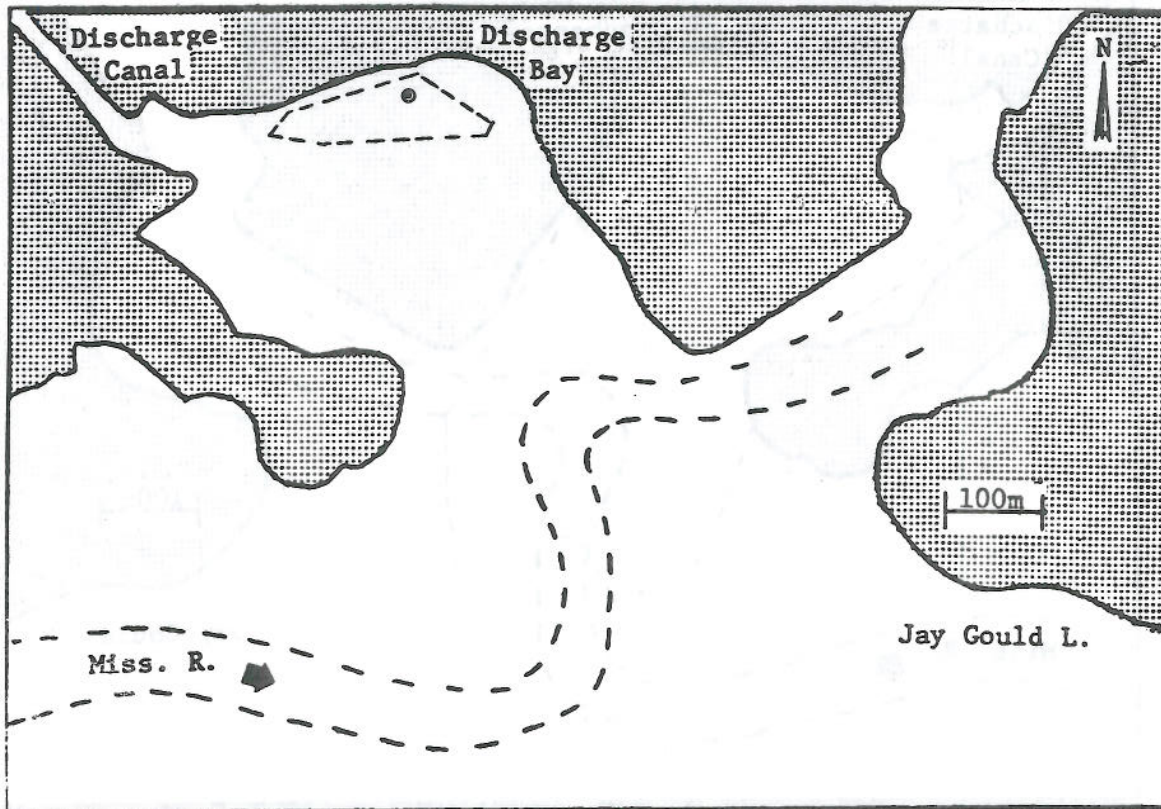 Discharge
Canal
Discharge
Bay
N
100m
Jay Gould L.
Miss. R.